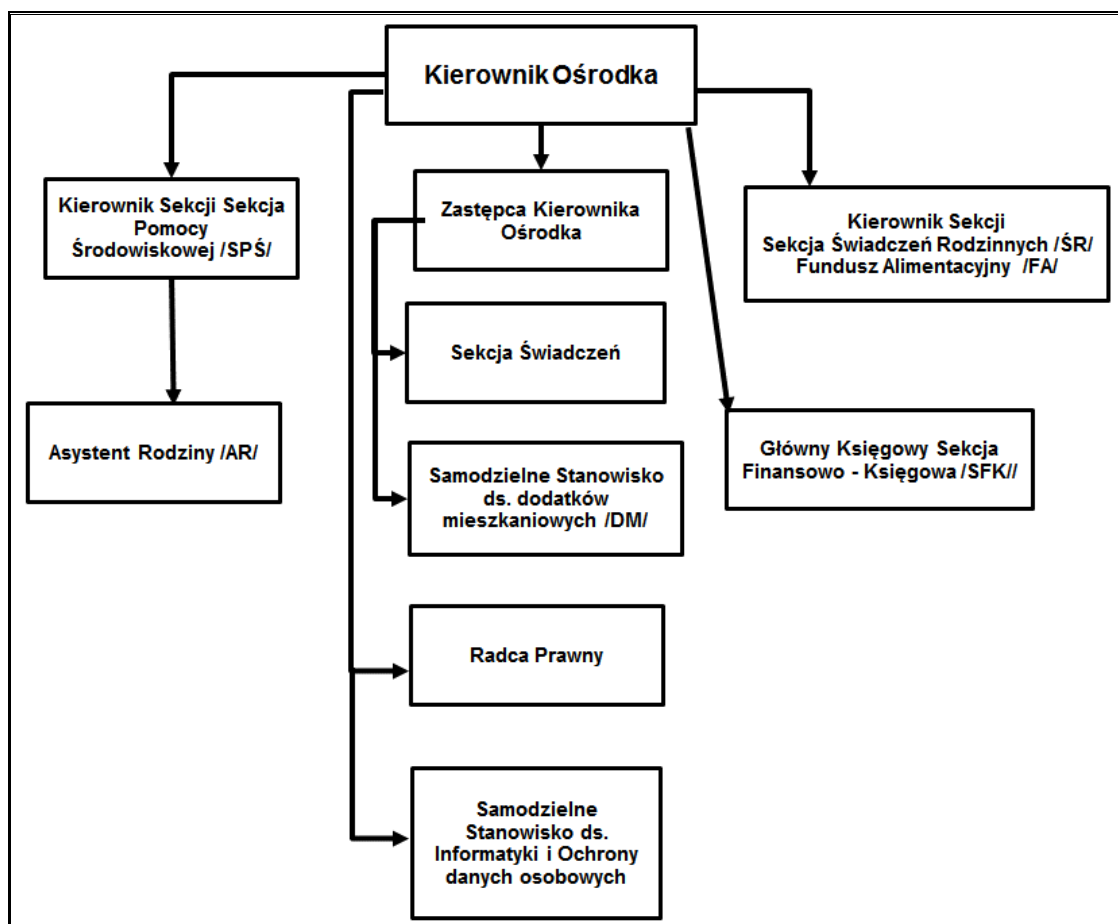 Kierownik Ośrodka
Kierownik Sekcji Sekcja
Pomocy
Środowiskowej /SPŚ/
Zastępca Kierownika
Ośrodka
Kierownik Sekcji
Sekcja Świadczeń Rodzinnych /ŚR/
Fundusz Alimentacyjny /FA/
Sekcja Świadczeń
Asystent Rodziny /AR/
Samodzielne Stanowisko
ds. dodatków
mieszkaniowych /DM/
Główny Księgowy Sekcja
Finansowo - Księgowa /SFK//
Radca Prawny
Samodzielne
Stanowisko ds.
Informatyki i Ochrony
danych osobowych